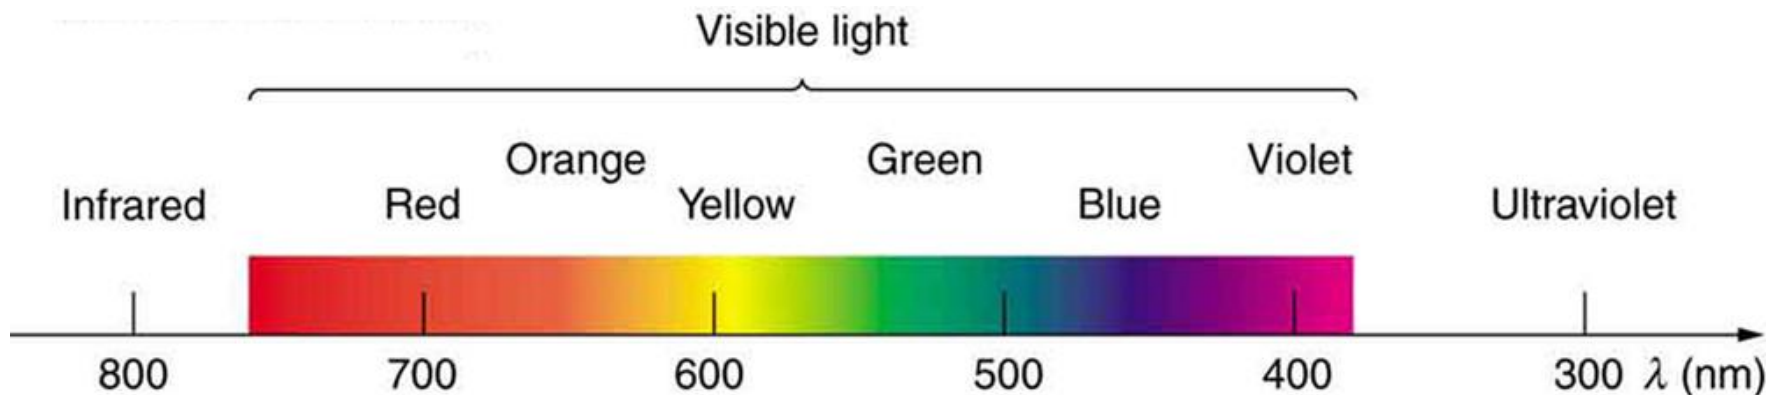 Visible light
Orange Green Violet
Infrared Red Yellow Blue Ultraviolet
800 700 600 500 400 300 λ (nm)